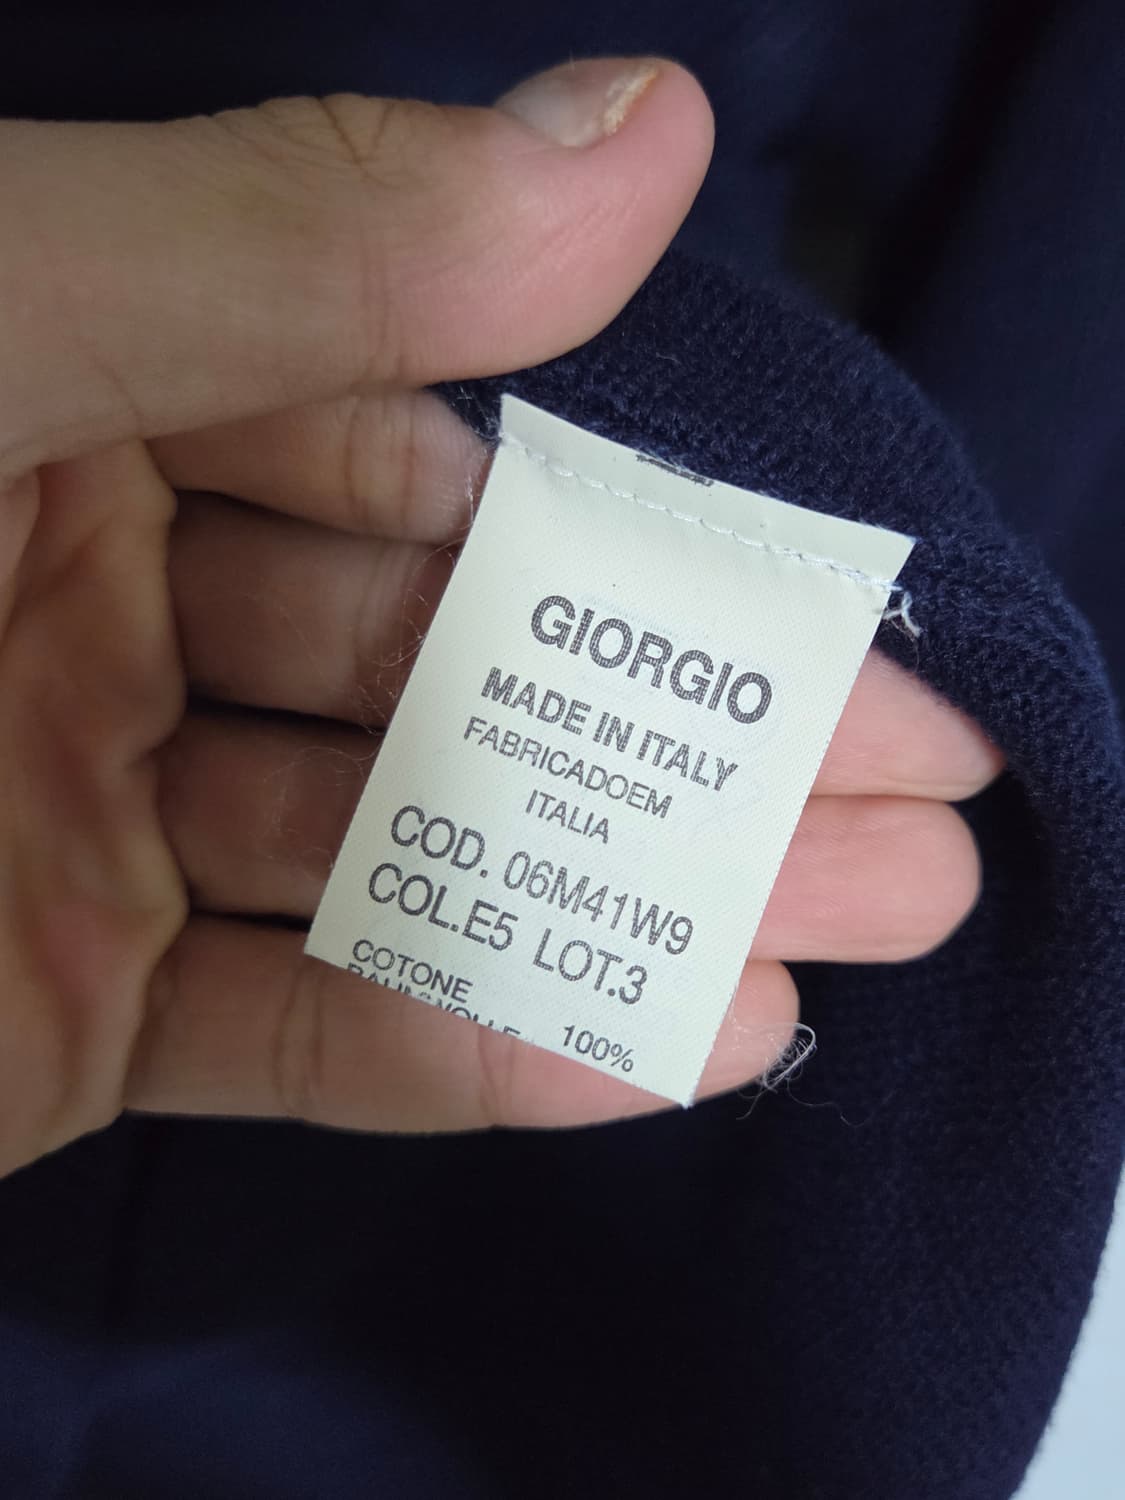 GIORGIO
MADE IN ITALY
FABRICADOEM
ITALIA
COD. 06M41W9
COL.E5 LOT.3
COTONE
100%